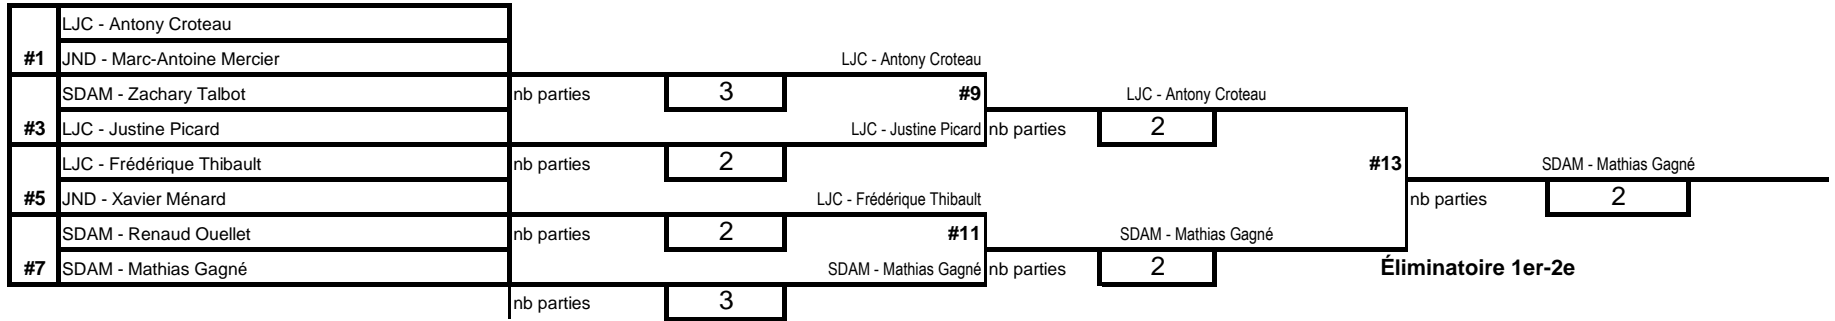 LJC - Antony Croteau
#1 JND - Marc-Antoine Mercier LJC - Antony Croteau
SDAM - Zachary Talbot nb parties 3 #9 LJC - Antony Croteau
#3 LJC - Justine Picard LJC - Justine Picard nb parties 2
LJC - Frédérique Thibault nb parties 2 #13 SDAM - Mathias Gagné
#5 JND - Xavier Ménard LJC - Frédérique Thibault nb parties 2
SDAM - Renaud Ouellet nb parties 2 #11 SDAM - Mathias Gagné
#7 SDAM - Mathias Gagné SDAM - Mathias Gagné nb parties 2 Éliminatoire 1er-2e
nb parties 3